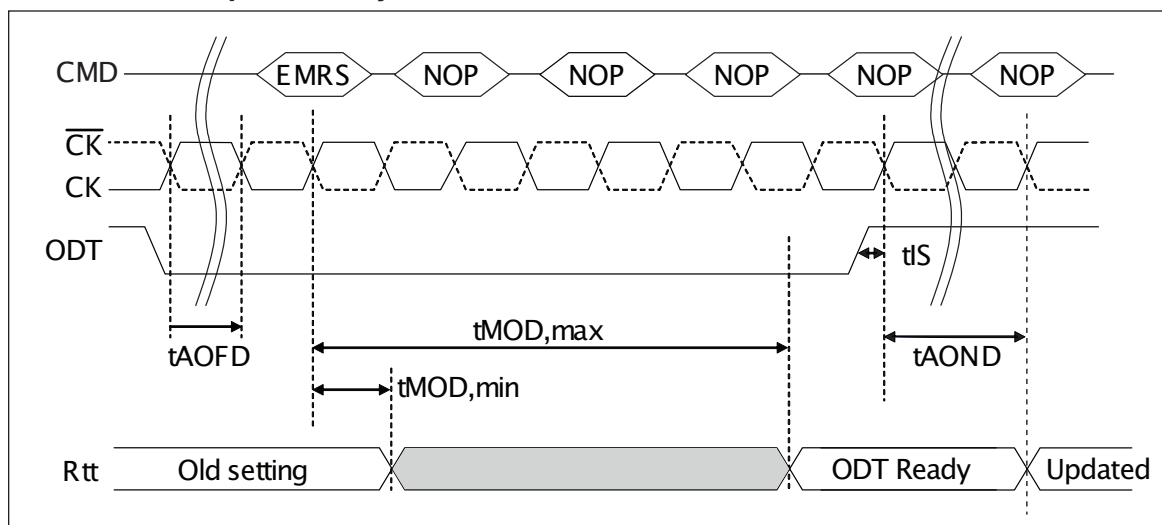 CMD EMRS NOP NOP NOP NOP NOP
CK
CK
ODT
tIS
tMOD,max
tAOFD
tAOND
tMOD,min
Rtt Old setting ODT Ready Updated